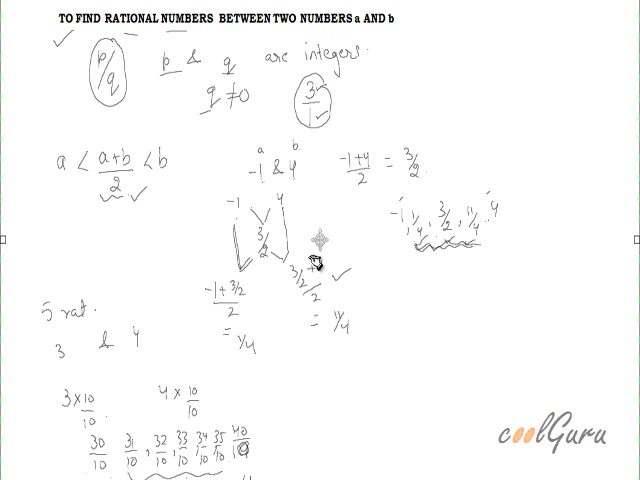 TO FIND RATIONAL NUMBERS BETWEEN TWO NUMBERS a AND b
p/q p & q are integers.
q ≠0 3/1
a < a+b/2 < b
a b
-1 & 4 -1+4/2 = 3/2
-1 4
3/2
-1, 1/4, 3/2, 11/4, 4
-1+3/2/2
= 1/4
3/2+ /2
= 11/4
5 rat.
3 & 4
3 × 10/10 4 × 10/10
30/10 31/10, 32/10, 33/10 34/10 35/10 40/10
coolGuru